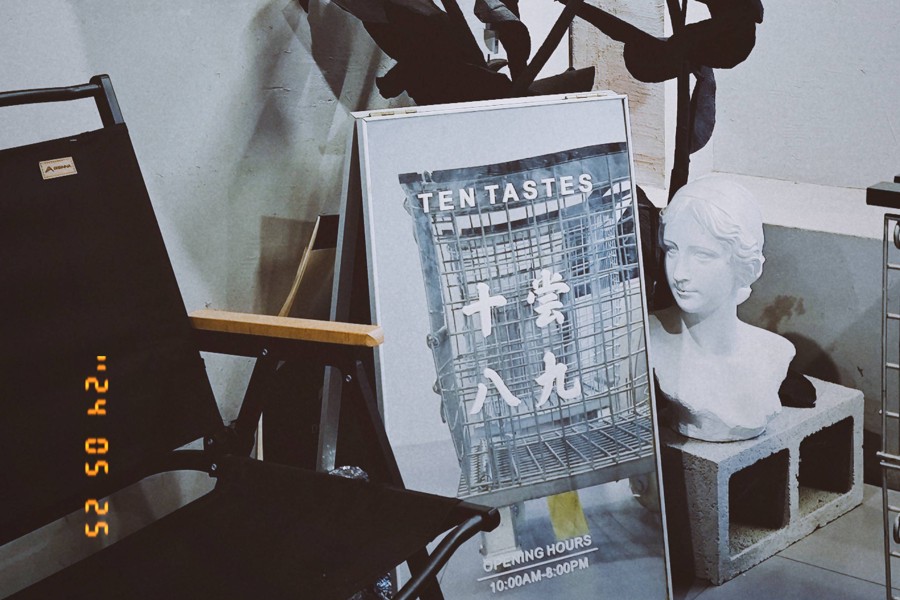 TEN TASTES
十尝
八九
OPENING HOURS
10:00AM-8:00PM
'24 05 25